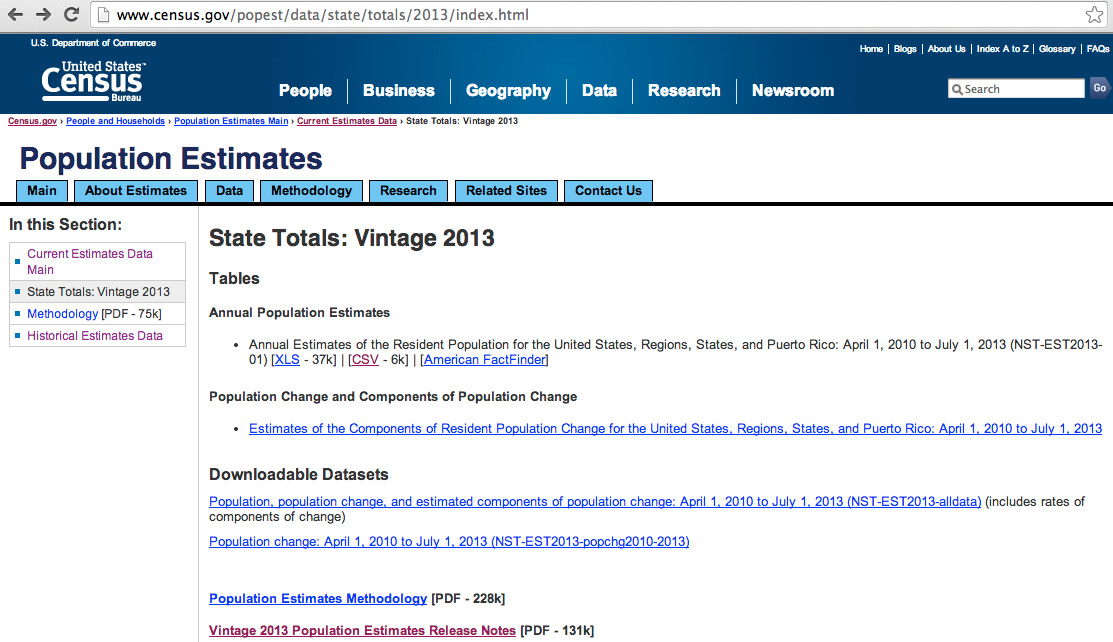 www.census.gov/popest/data/state/totals/2013/index.html
U.S. Department of Commerce
Home | Blogs | About Us | Index A to Z | Glossary | FAQs
United States™
Census
Bureau
People | Business | Geography | Data | Research | Newsroom
Search
Go
Census.gov › People and Households › Population Estimates Main › Current Estimates Data › State Totals: Vintage 2013
Population Estimates
Main
About Estimates
Data
Methodology
Research
Related Sites
Contact Us
In this Section:
Current Estimates Data
Main
State Totals: Vintage 2013
Methodology [PDF - 75k]
Historical Estimates Data
State Totals: Vintage 2013
Tables
Annual Population Estimates
• Annual Estimates of the Resident Population for the United States, Regions, States, and Puerto Rico: April 1, 2010 to July 1, 2013 (NST-EST2013-
01) [XLS - 37k] | [CSV - 6k] | [American FactFinder]
Population Change and Components of Population Change
• Estimates of the Components of Resident Population Change for the United States, Regions, States, and Puerto Rico: April 1, 2010 to July 1, 2013
Downloadable Datasets
Population, population change, and estimated components of population change: April 1, 2010 to July 1, 2013 (NST-EST2013-alldata) (includes rates of
components of change)
Population change: April 1, 2010 to July 1, 2013 (NST-EST2013-popchg2010-2013)
Population Estimates Methodology [PDF - 228k]
Vintage 2013 Population Estimates Release Notes [PDF - 131k]